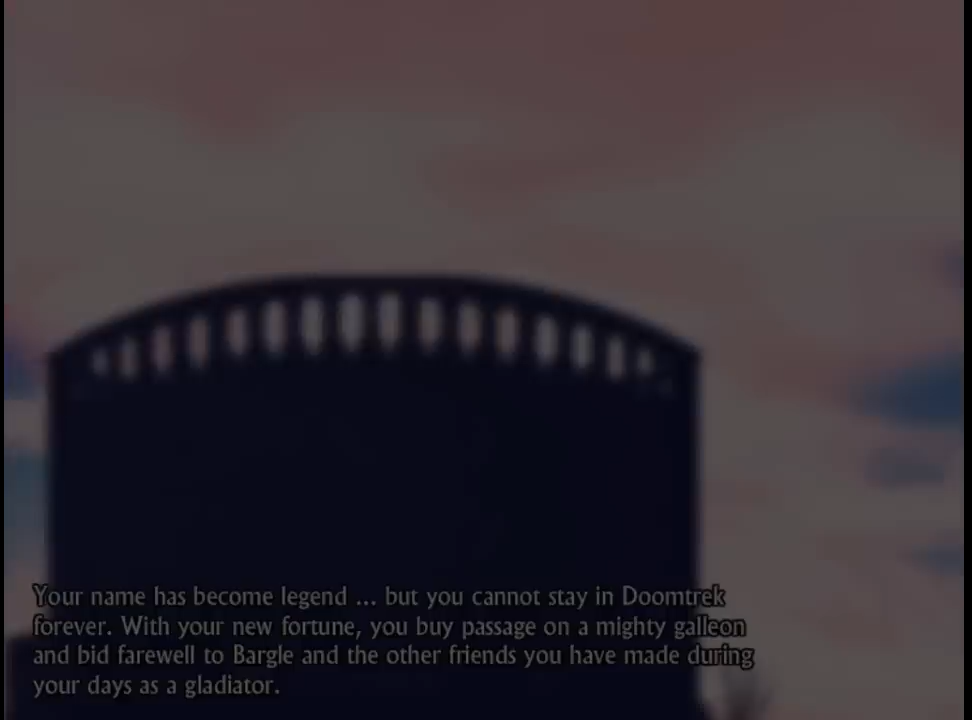 Your name has become legend ... but you cannot stay in Doomtrek
forever. With your new fortune, you buy passage on a mighty galleon
and bid farewell to Bargle and the other friends you have made during
your days as a gladiator.